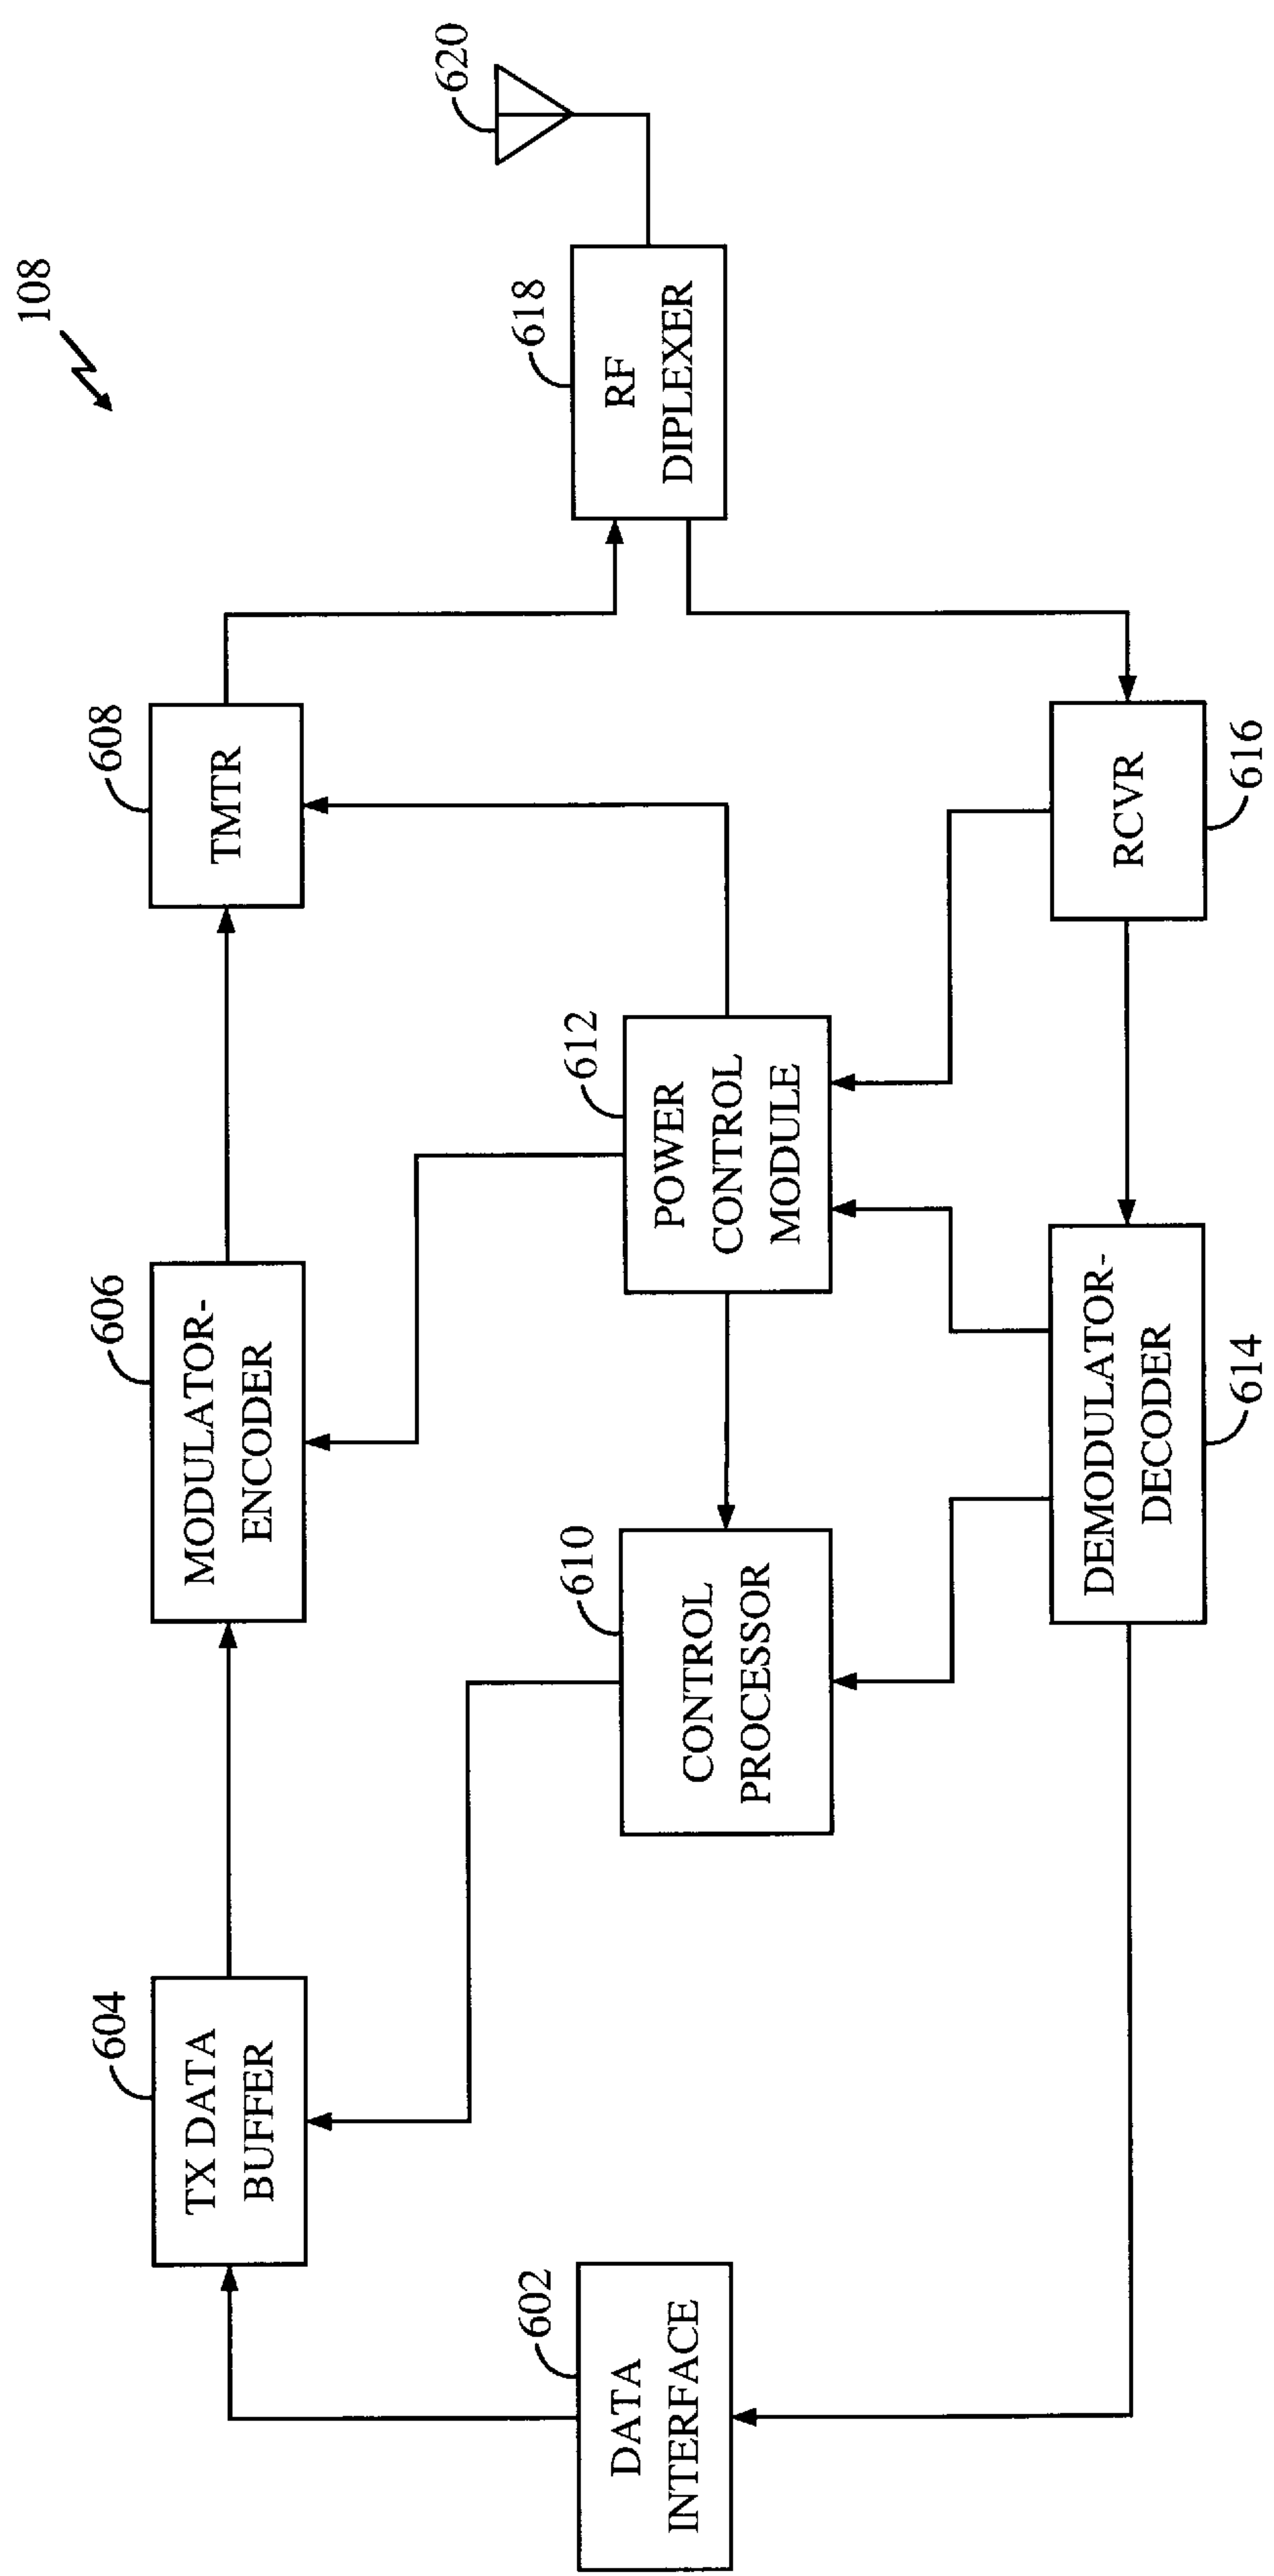 108
602
DATA
INTERFACE
604
TX DATA
BUFFER
606
MODULATOR-
ENCODER
608
TMTR
610
CONTROL
PROCESSOR
612
POWER
CONTROL
MODULE
614
DEMODULATOR-
DECODER
616
RCVR
618
RF
DIPLEXER
620